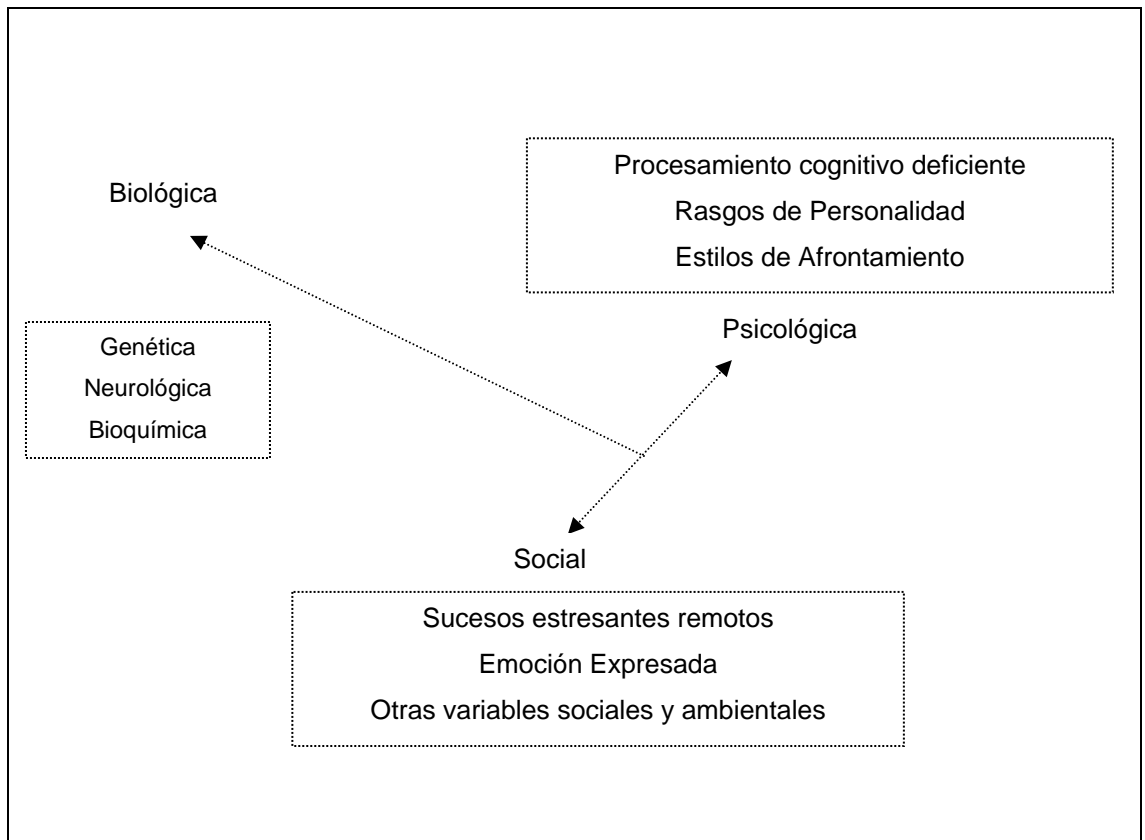 Procesamiento cognitivo deficiente
Rasgos de Personalidad
Estilos de Afrontamiento
Biológica
Psicológica
Genética
Neurológica
Bioquímica
Social
Sucesos estresantes remotos
Emoción Expresada
Otras variables sociales y ambientales